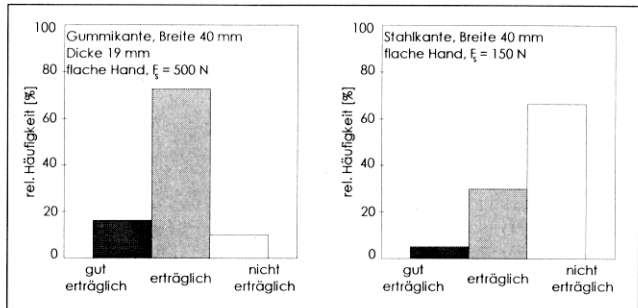 100
80
60
40
20
0
rel. Häufigkeit [%]
Gummikante, Breite 40 mm
Dicke 19 mm
flache Hand, Fs = 500 N
gut
erträglich
erträglich
nicht
erträglich
100
80
60
40
20
0
rel. Häufigkeit [%]
Stahlkante, Breite 40 mm
flache Hand, Fs = 150 N
gut
erträglich
erträglich
nicht
erträglich